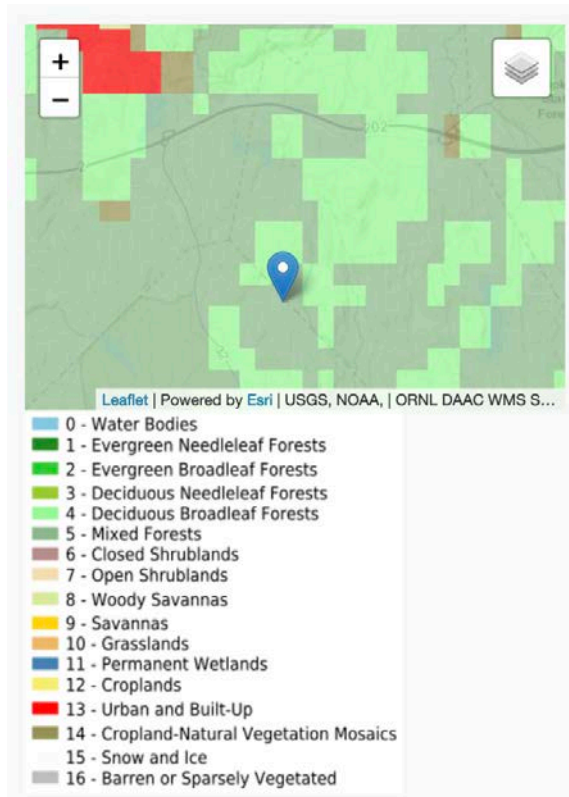 +
−
202
2
Leaflet | Powered by Esri | USGS, NOAA, | ORNL DAAC WMS S...
0 - Water Bodies
1 - Evergreen Needleleaf Forests
2 - Evergreen Broadleaf Forests
3 - Deciduous Needleleaf Forests
4 - Deciduous Broadleaf Forests
5 - Mixed Forests
6 - Closed Shrublands
7 - Open Shrublands
8 - Woody Savannas
9 - Savannas
10 - Grasslands
11 - Permanent Wetlands
12 - Croplands
13 - Urban and Built-Up
14 - Cropland-Natural Vegetation Mosaics
15 - Snow and Ice
16 - Barren or Sparsely Vegetated